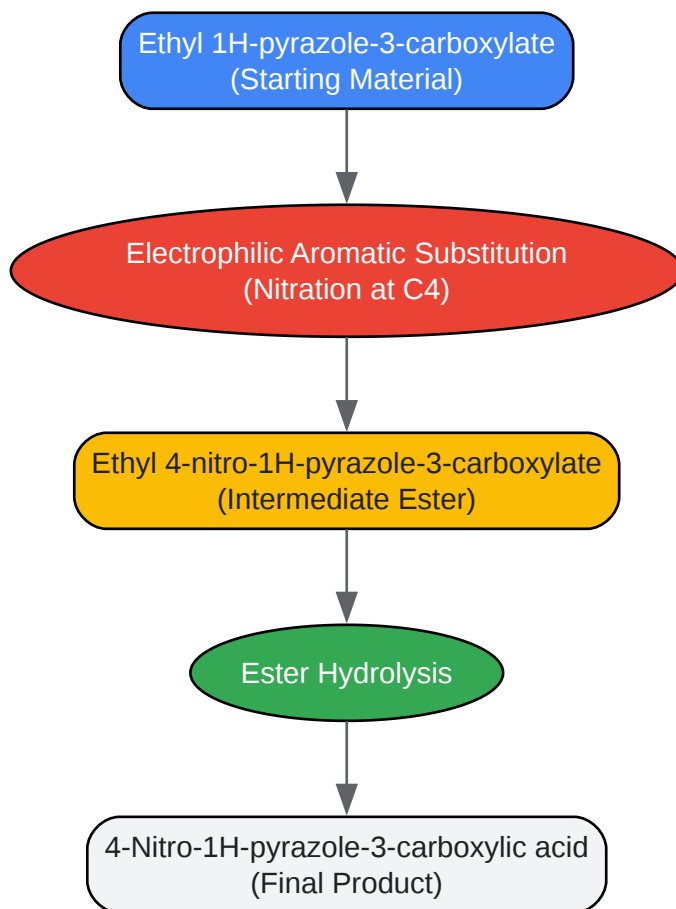 Ethyl 1H-pyrazole-3-carboxylate
(Starting Material)
Electrophilic Aromatic Substitution
(Nitration at C4)
Ethyl 4-nitro-1H-pyrazole-3-carboxylate
(Intermediate Ester)
Ester Hydrolysis
4-Nitro-1H-pyrazole-3-carboxylic acid
(Final Product)